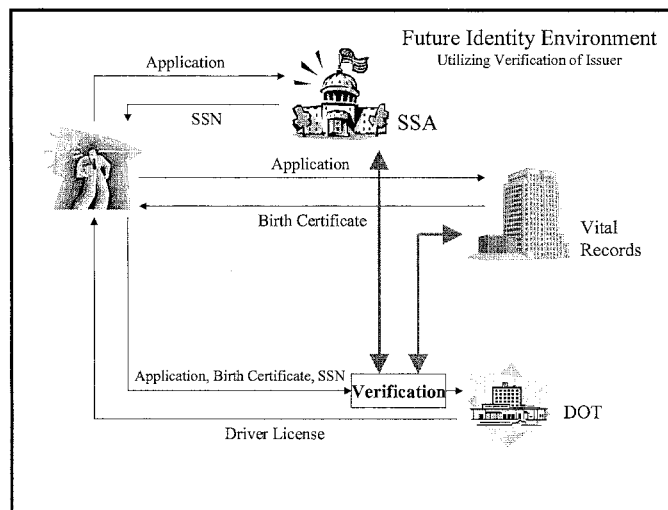 Future Identity Environment
Utilizing Verification of Issuer
Application
SSN
SSA
Application
Birth Certificate
Vital
Records
Application, Birth Certificate, SSN
Verification
DOT
Driver License